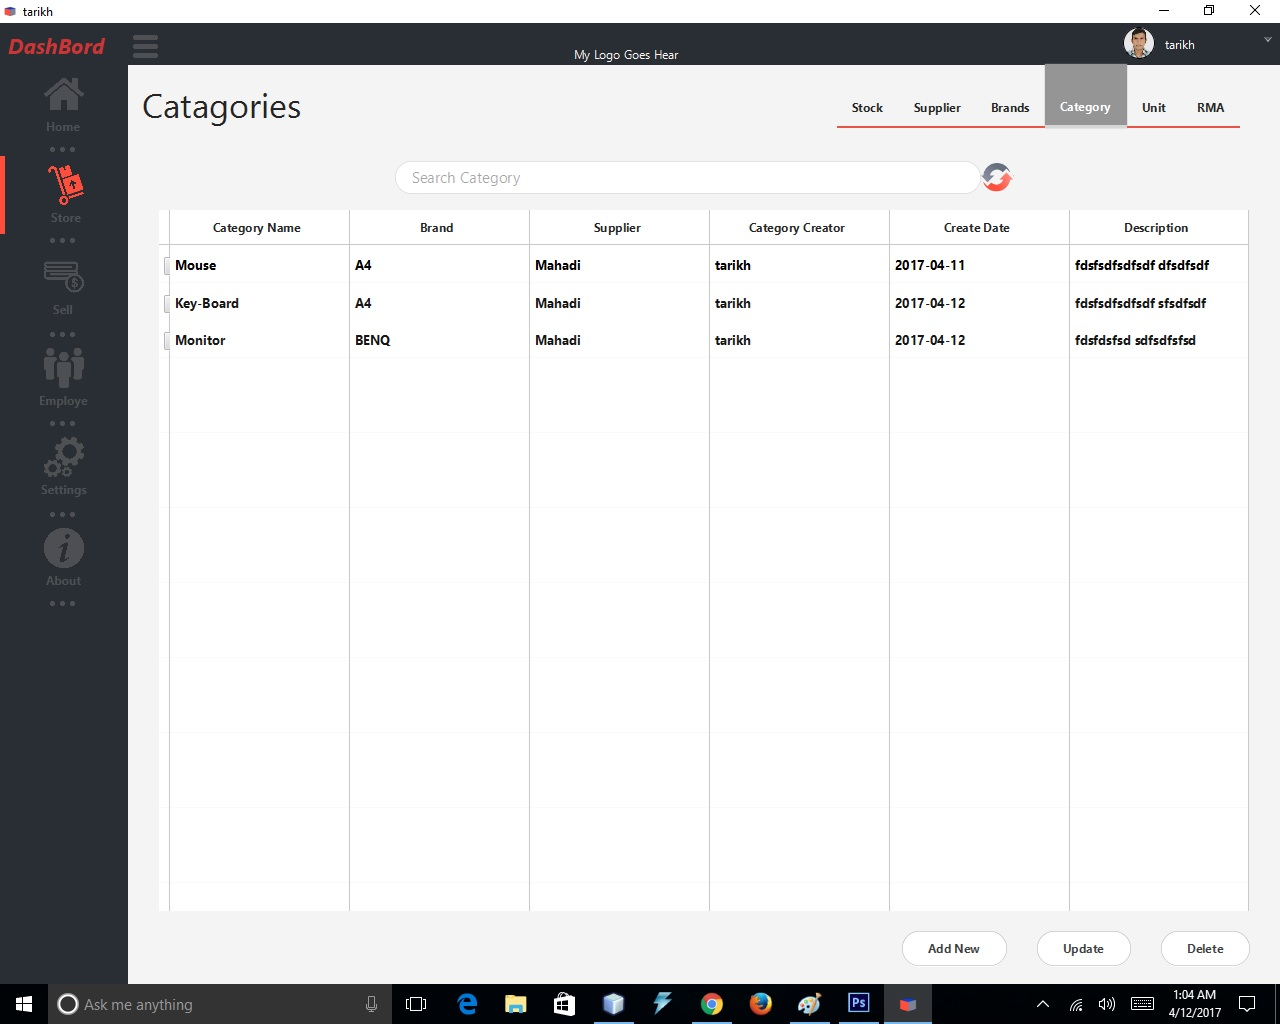 tarikh
DashBord
My Logo Goes Hear
tarikh
Home
Store
Sell
Employe
Settings
About
Catagories
Stock Supplier Brands Category Unit RMA
Search Category
Category Name Brand Supplier Category Creator Create Date Description
Mouse A4 Mahadi tarikh 2017-04-11 fdsfsdfsdfsdf dfsdfsdf
Key-Board A4 Mahadi tarikh 2017-04-12 fdsfsdfsdfsdf sfsdfsdf
Monitor BENQ Mahadi tarikh 2017-04-12 fdsfdsfsd sdfsdfsfsd
Add New Update Delete
Ask me anything
Ps
1:04 AM
4/12/2017